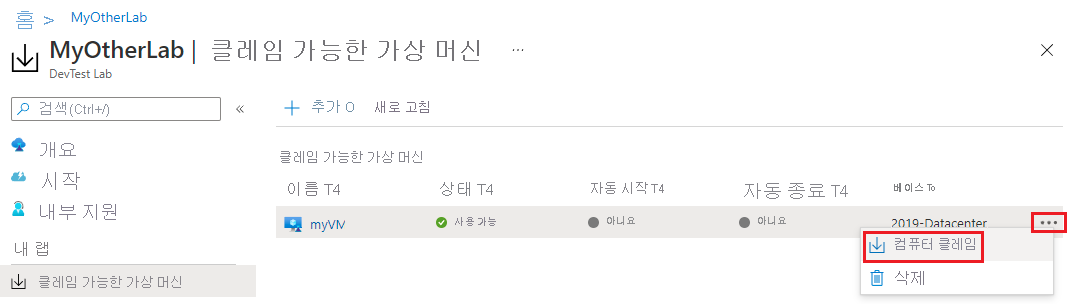 홈 > MyOtherLab
MyOtherLab | 클레임 가능한 가상 머신 ...
DevTest Lab
검색(Ctrl+/) «
개요
시작
내부 지원
내 랩
클레임 가능한 가상 머신
+ 추가 O 새로 고침
클레임 가능한 가상 머신
이름 T4 상태 T4 자동 시작 T4 자동 종료 T4 베이스 To
myVM 사용 가능 아니요 아니요 2019-Datacenter ...
컴퓨터 클레임
삭제